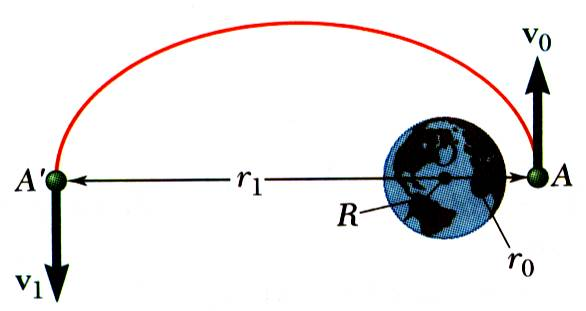 v₀
A'
r₁
A
R
r₀
v₁